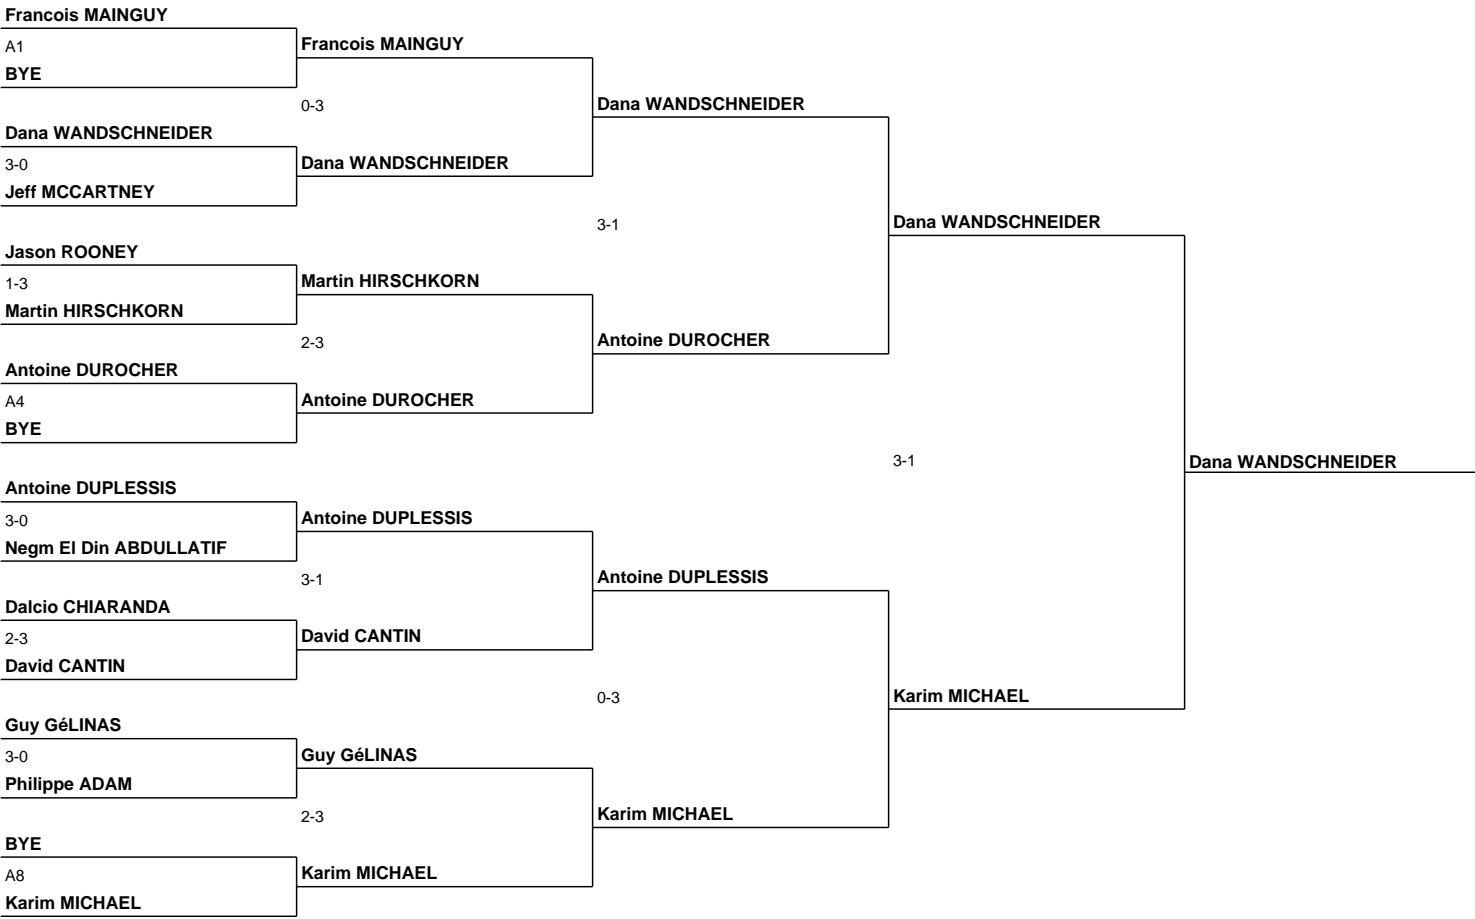 Francois MAINGUY
A1
BYE
Dana WANDSCHNEIDER
3-0
Jeff MCCARTNEY
Jason ROONEY
1-3
Martin HIRSCHKORN
Antoine DUROCHER
A4
BYE
Antoine DUPLESSIS
3-0
Negm El Din ABDULLATIF
Dalcio CHIARANDA
2-3
David CANTIN
Guy GéLINAS
3-0
Philippe ADAM
BYE
A8
Karim MICHAEL
Francois MAINGUY
0-3
Dana WANDSCHNEIDER
Martin HIRSCHKORN
2-3
Antoine DUROCHER
Antoine DUPLESSIS
3-1
David CANTIN
Guy GéLINAS
2-3
Karim MICHAEL
Dana WANDSCHNEIDER
3-1
Antoine DUROCHER
Antoine DUPLESSIS
0-3
Karim MICHAEL
Dana WANDSCHNEIDER
3-1
Karim MICHAEL
Dana WANDSCHNEIDER